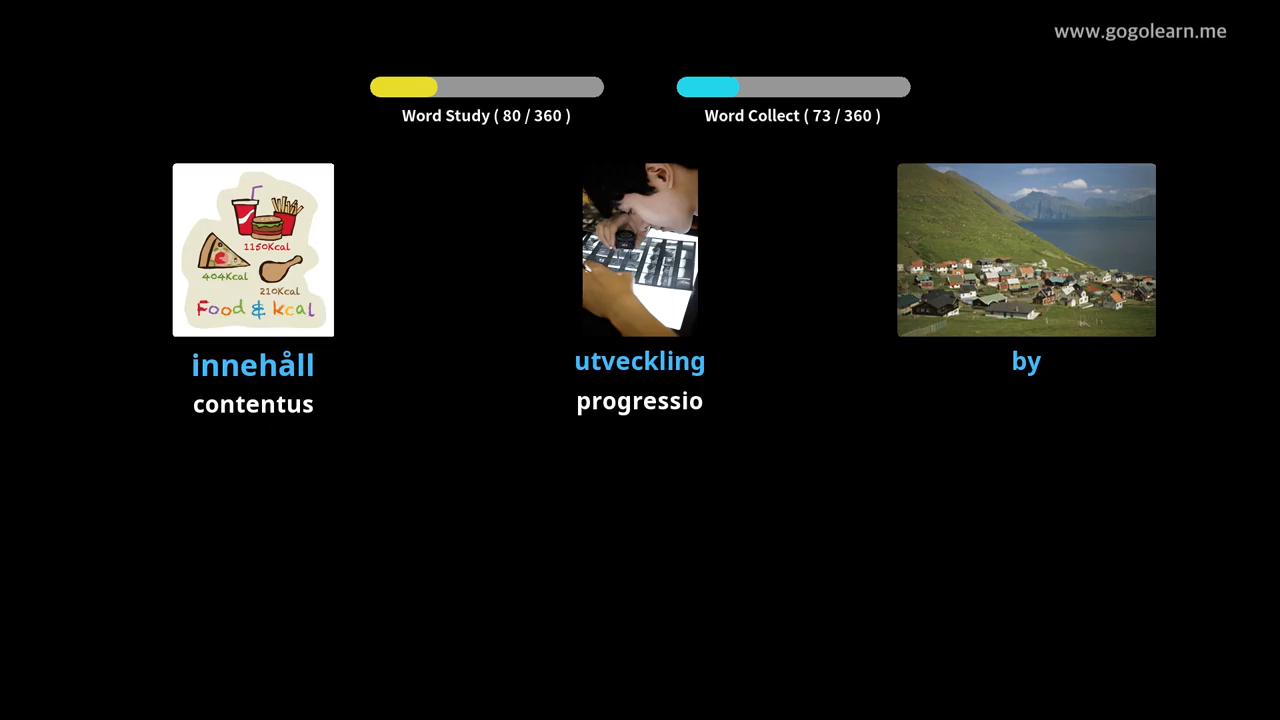 www.gogolearn.me
Word Study ( 80 / 360 )
Word Collect ( 73 / 360 )
1150Kcal
404Kcal
210Kcal
Food & kcal
innehåll
contentus
utveckling
progressio
by